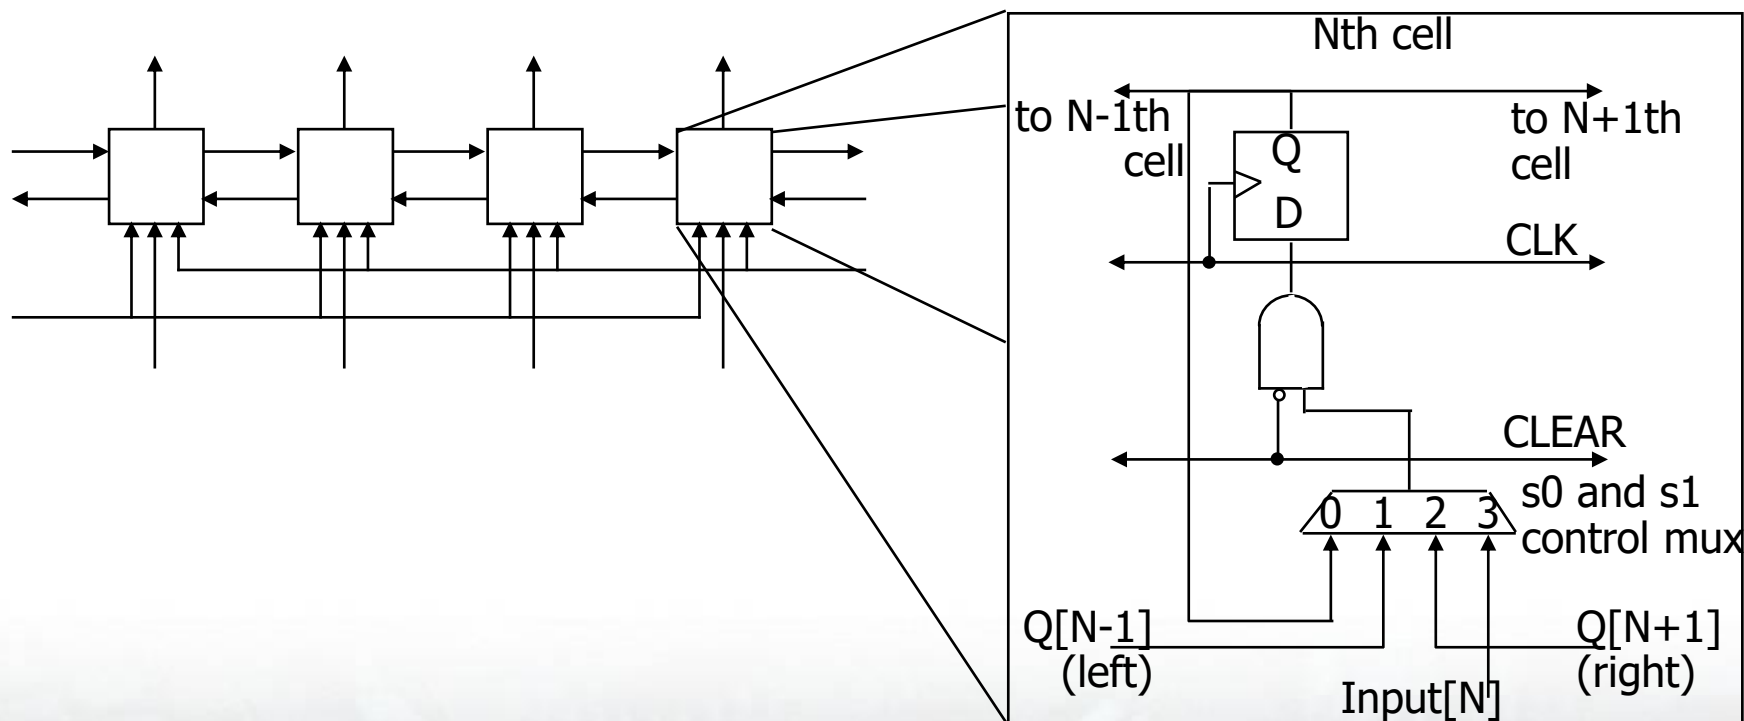 Nth cell
to N-1th
cell
to N+1th
cell
Q
D
CLK
CLEAR
s0 and s1
control mux
0 1 2 3
Q[N-1]
(left)
Q[N+1]
(right)
Input[N]